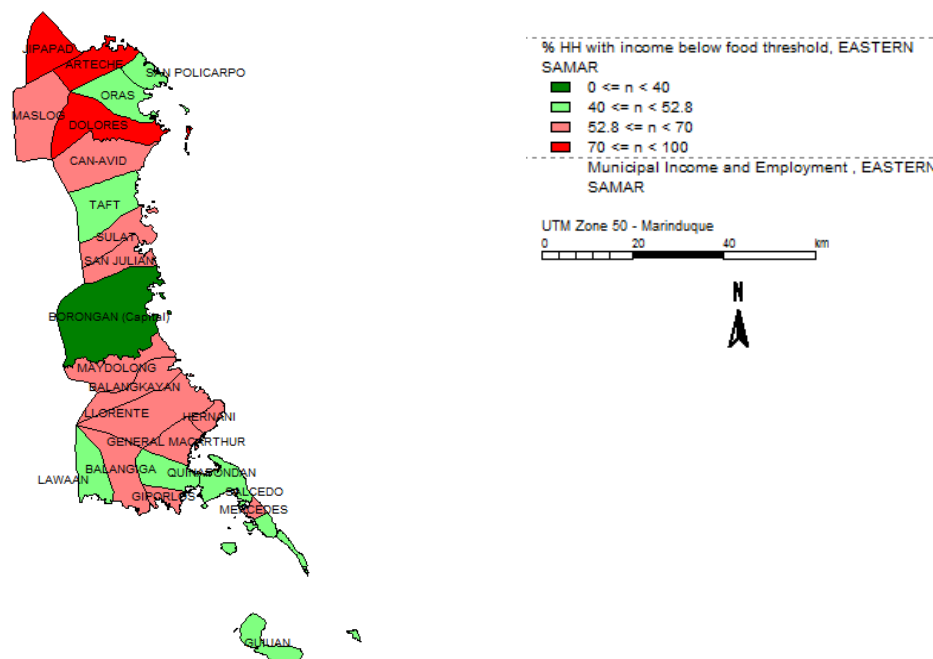 JIPAPAD
ARTECHE
SAN POLICARPO
ORAS
MASLOG
DOLORES
CAN-AVID
TAFT
SULAT
SAN JULIAN
BORONGAN (Capital)
MAYDOLONG
BALANGKAYAN
LLORENTE
HERNANI
GENERAL MACARTHUR
BALANGIGA
QUINAPONDAN
LAWAAN
GIPORLOS
SALCEDO
MERCEDES
GUIUAN
% HH with income below food threshold, EASTERN
SAMAR
0 <= n < 40
40 <= n < 52.8
52.8 <= n < 70
70 <= n < 100
Municipal Income and Employment , EASTERN
SAMAR
UTM Zone 50 - Marinduque
0 20 40 km
N